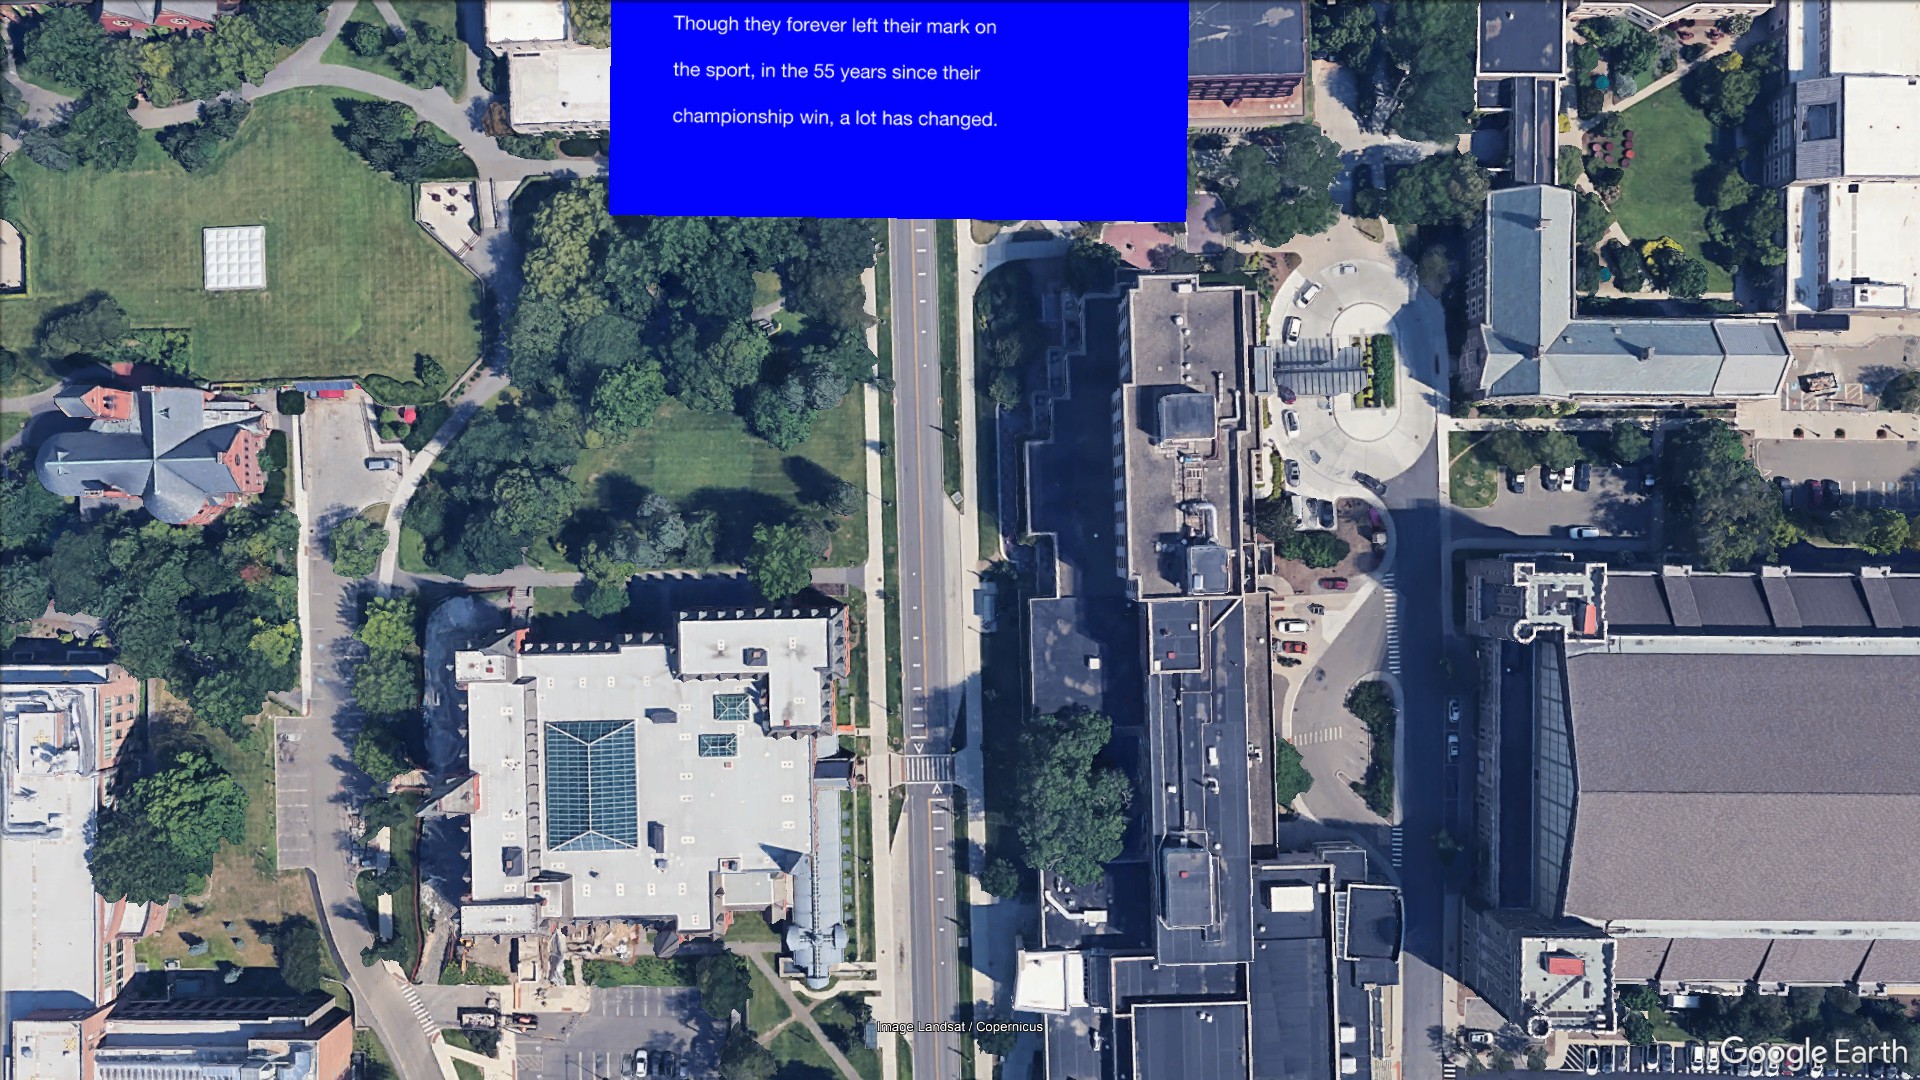 Though they forever left their mark on
the sport, in the 55 years since their
championship win, a lot has changed.
Image Landsat / Copernicus
Google Earth